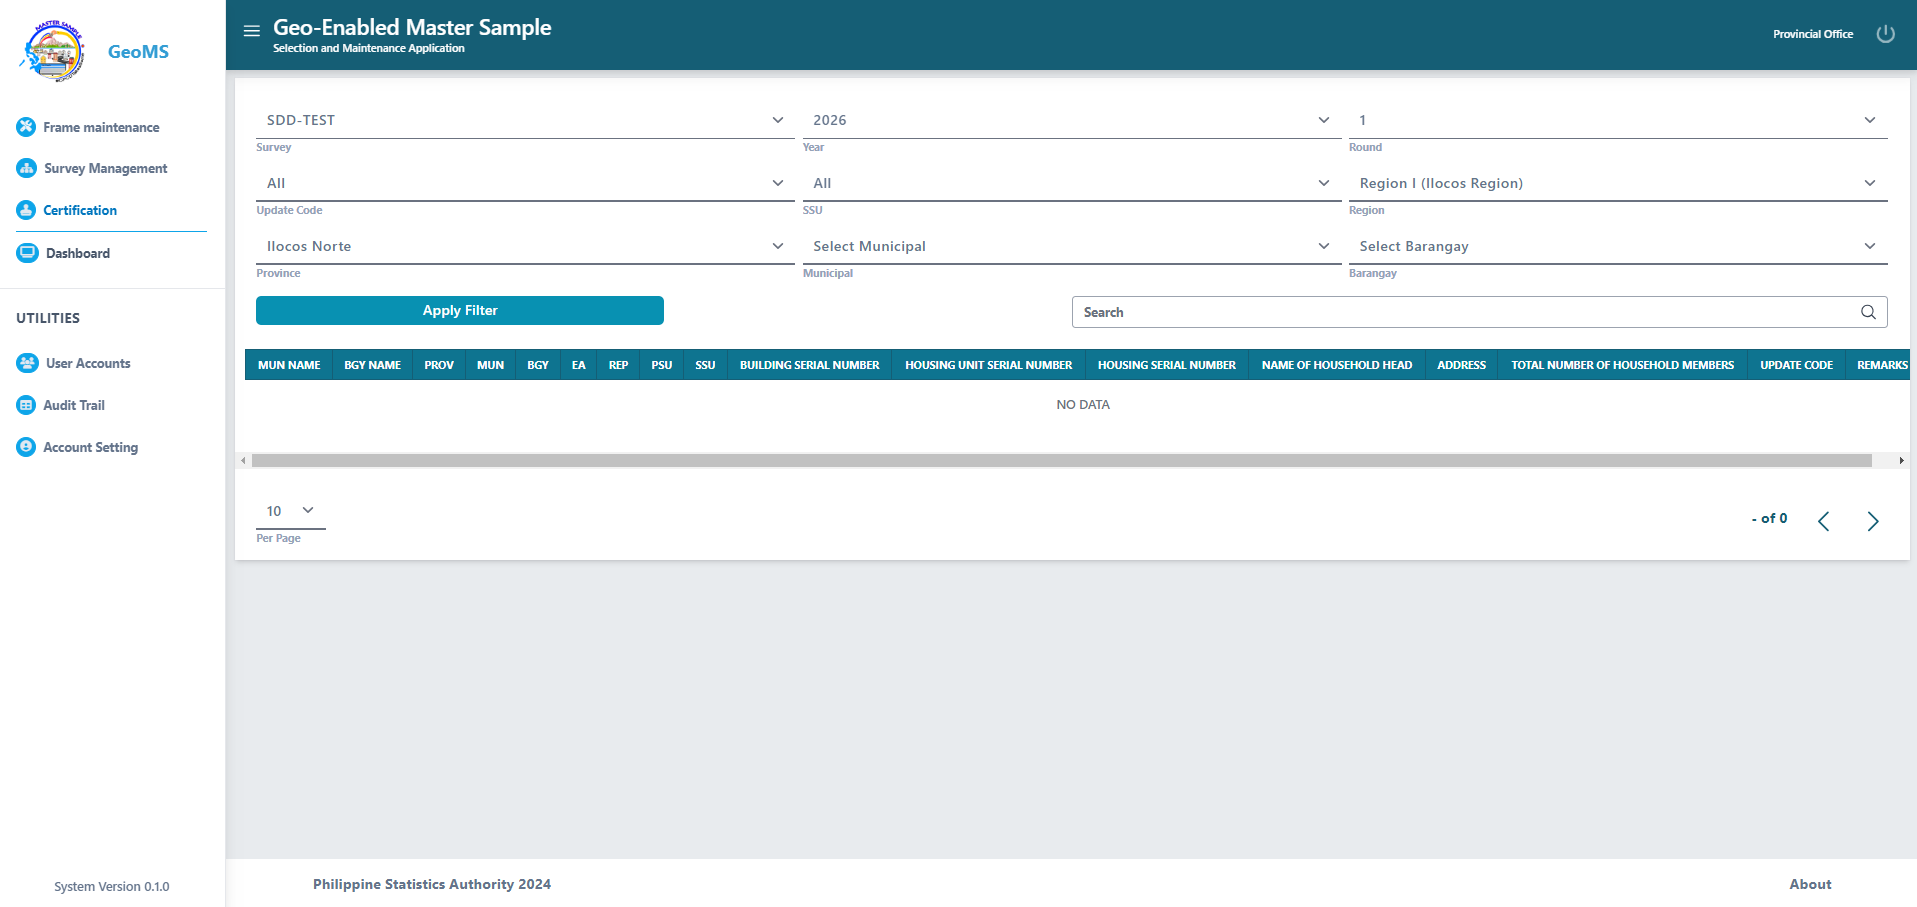 MASTER SAMPLE
GeoMS
Frame maintenance
Survey Management
Certification
Dashboard
UTILITIES
User Accounts
Audit Trail
Account Setting
System Version 0.1.0
Geo-Enabled Master Sample
Selection and Maintenance Application
Provincial Office
SDD-TEST
Survey
2026
Year
1
Round
All
Update Code
All
SSU
Region I (Ilocos Region)
Region
Ilocos Norte
Province
Select Municipal
Municipal
Select Barangay
Barangay
Apply Filter
Search
MUN NAME BGY NAME PROV MUN BGY EA REP PSU SSU BUILDING SERIAL NUMBER HOUSING UNIT SERIAL NUMBER HOUSING SERIAL NUMBER NAME OF HOUSEHOLD HEAD ADDRESS TOTAL NUMBER OF HOUSEHOLD MEMBERS UPDATE CODE REMARKS
NO DATA
10
Per Page
- of 0
Philippine Statistics Authority 2024
About